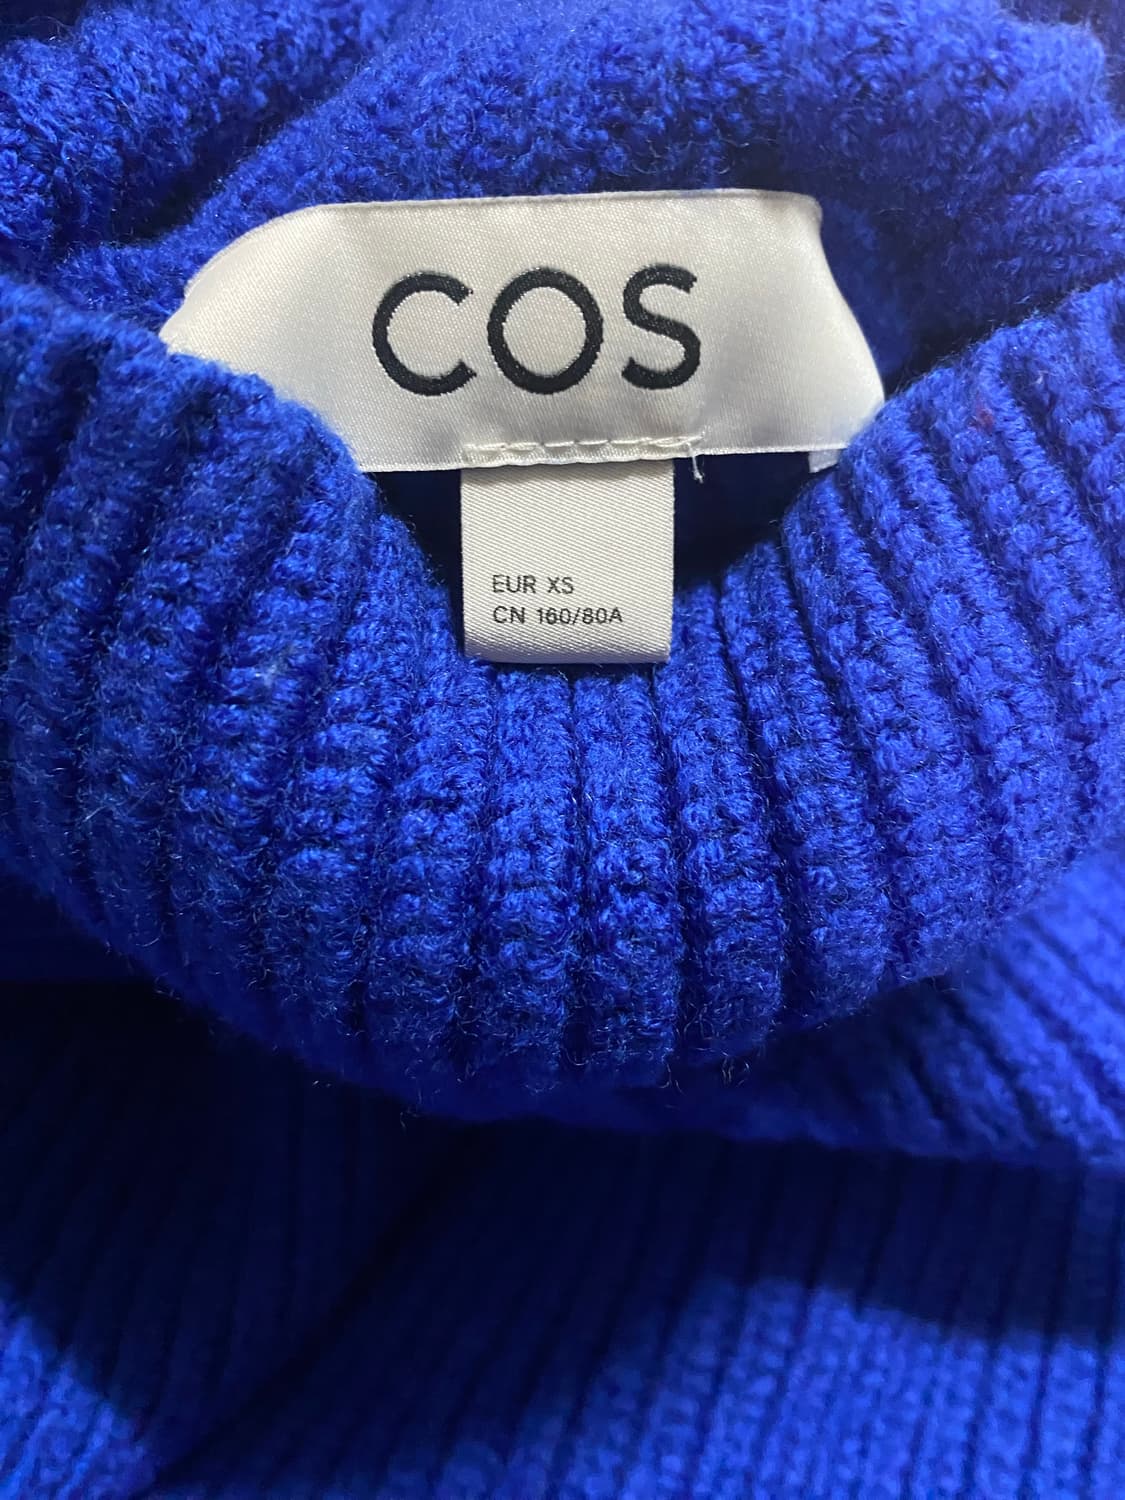 COS
EUR XS
CN 160/80A